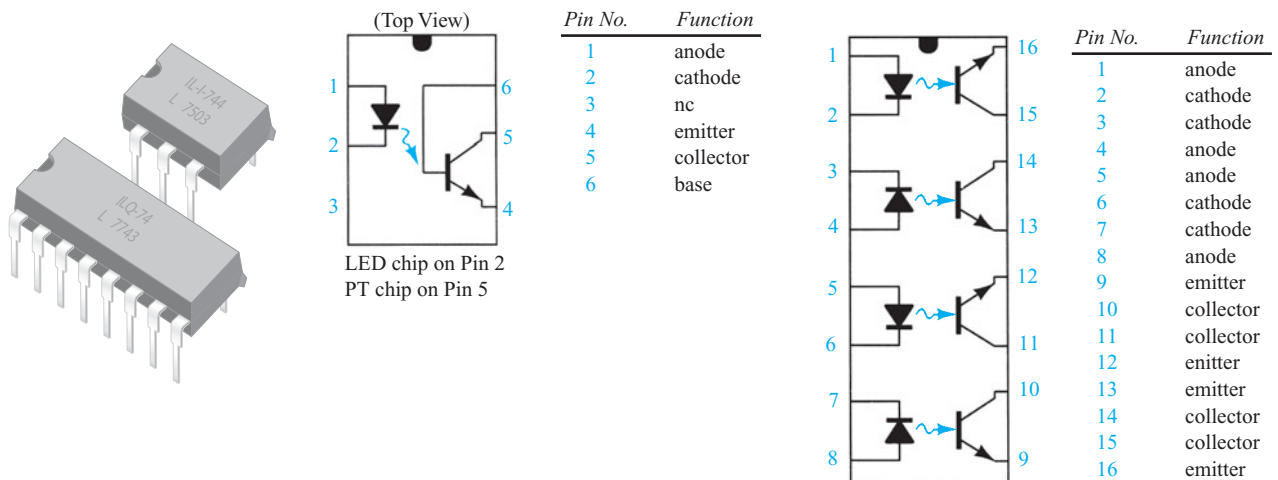 IL-I-744
L 7503
ILQ-74
L 7743
(Top View)
1
2
3
6
5
4
LED chip on Pin 2
PT chip on Pin 5
Pin No. Function
1 anode
2 cathode
3 nc
4 emitter
5 collector
6 base
1
2
3
4
5
6
7
8
16
15
14
13
12
11
10
9
Pin No. Function
1 anode
2 cathode
3 cathode
4 anode
5 anode
6 cathode
7 cathode
8 anode
9 emitter
10 collector
11 collector
12 enitter
13 emitter
14 collector
15 collector
16 emitter